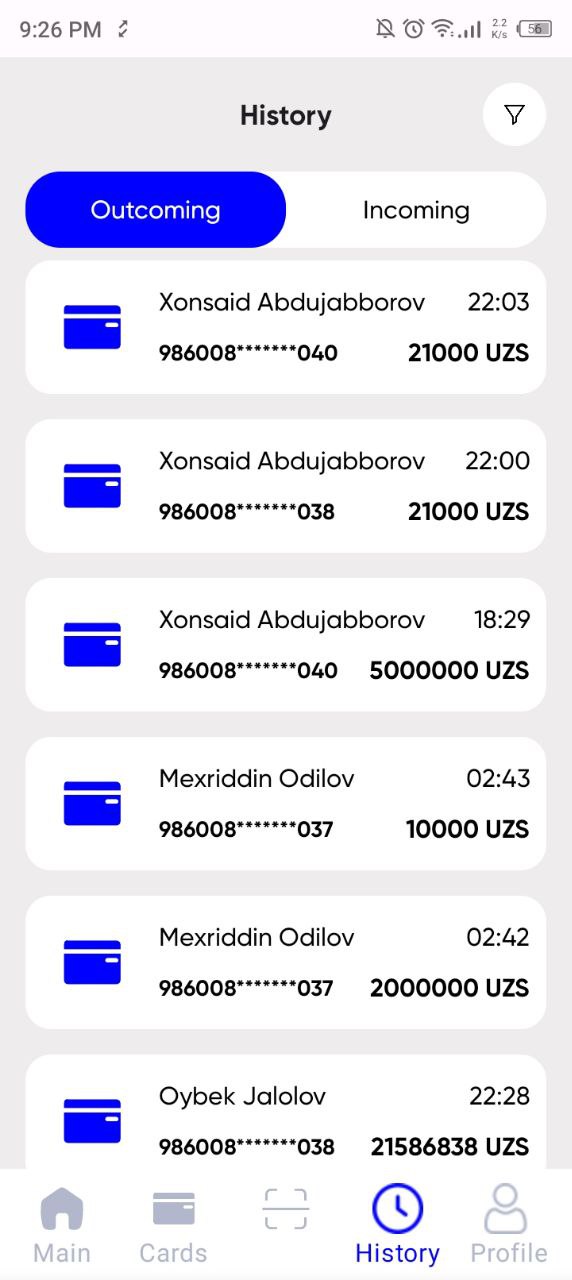 9:26 PM 2.2 K/s 56
History
Outcoming Incoming
Xonsaid Abdujabborov 22:03
986008*******040 21000 UZS
Xonsaid Abdujabborov 22:00
986008*******038 21000 UZS
Xonsaid Abdujabborov 18:29
986008*******040 5000000 UZS
Mexriddin Odilov 02:43
986008*******037 10000 UZS
Mexriddin Odilov 02:42
986008*******037 2000000 UZS
Oybek Jalolov 22:28
986008*******038 21586838 UZS
Main Cards History Profile